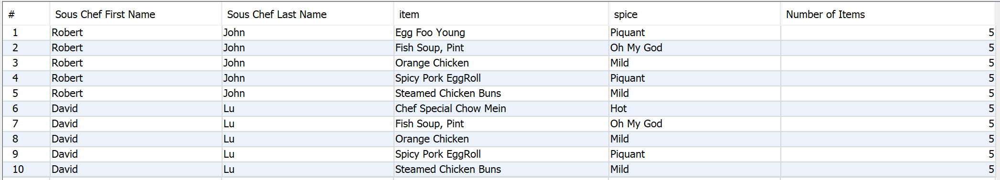 # Sous Chef First Name Sous Chef Last Name item spice Number of Items
1 Robert John Egg Foo Young Piquant 5
2 Robert John Fish Soup, Pint Oh My God 5
3 Robert John Orange Chicken Mild 5
4 Robert John Spicy Pork EggRoll Piquant 5
5 Robert John Steamed Chicken Buns Mild 5
6 David Lu Chef Special Chow Mein Hot 5
7 David Lu Fish Soup, Pint Oh My God 5
8 David Lu Orange Chicken Mild 5
9 David Lu Spicy Pork EggRoll Piquant 5
10 David Lu Steamed Chicken Buns Mild 5